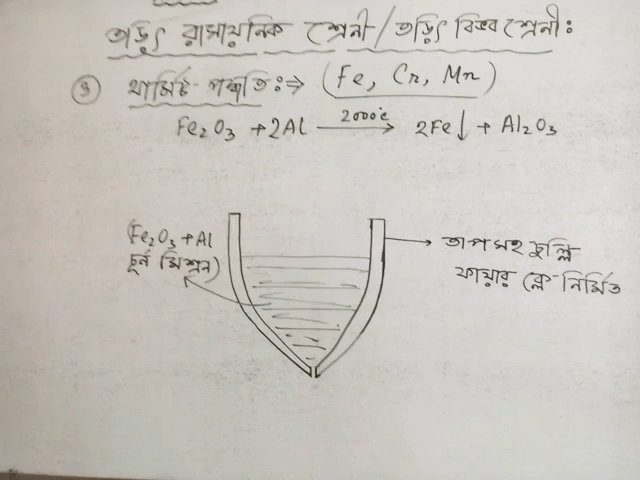 তড়িৎ রাসায়নিক শ্রেনী/তড়িৎ বিভব শ্রেনীঃ
③ থার্মিট পদ্ধতিঃ⇒ (Fe, Cr, Mn)
Fe₂O₃ + 2Al —2000°C→ 2Fe↓ + Al₂O₃
(Fe₂O₃ + Al
চূর্ন মিশ্রন)
→ তাপসহ চুল্লি
ফায়ার ক্লে নির্মিত